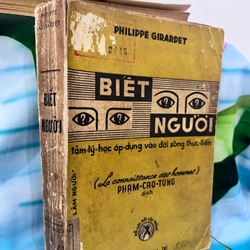 PHILIPPE GIRARDET
BIẾT
NGƯỜI
tâm-lý-học áp-dụng vào đời sống thực-tiễn
(La connaissance des hommes)
PHẠM-CAO-TÙNG
dịch
BIẾT
NGƯỜI